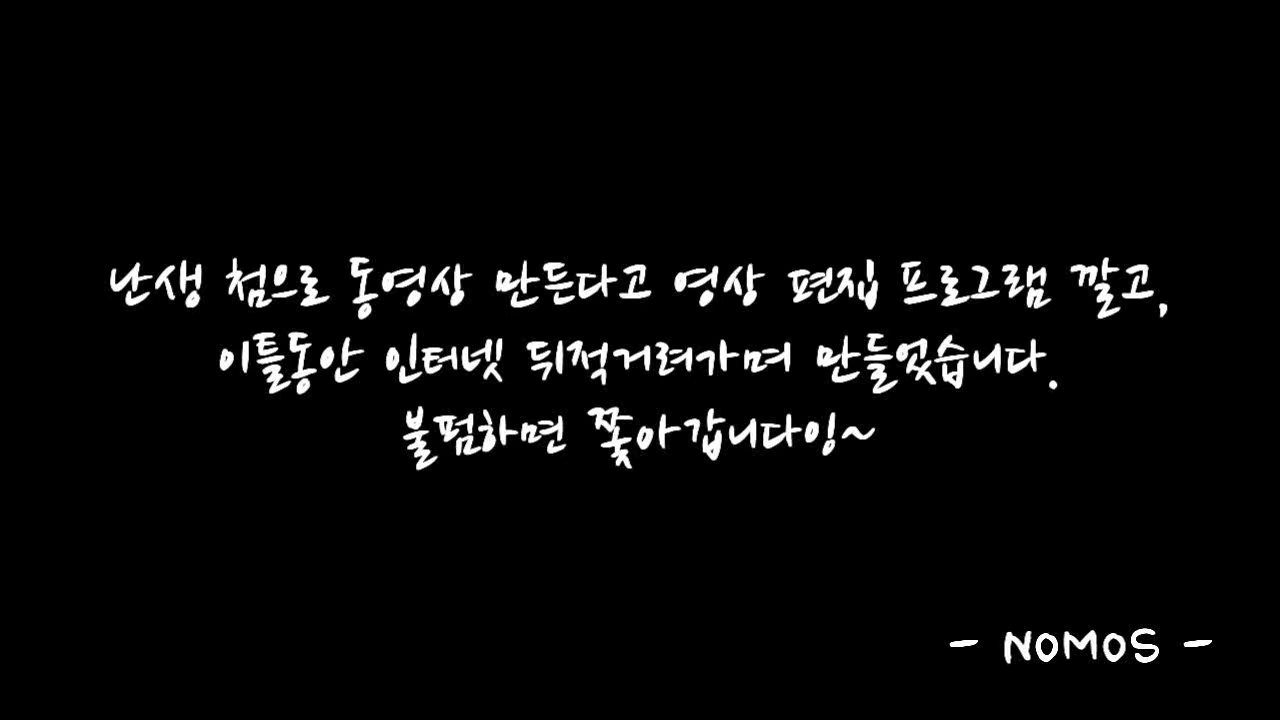 난생 첨으로 동영상 만든다고 영상 편집 프로그램 깔고,
이틀동안 인터넷 뒤적거려가며 만들었습니다.
불펌하면 쫓아갑니다잉~
- NOMOS -